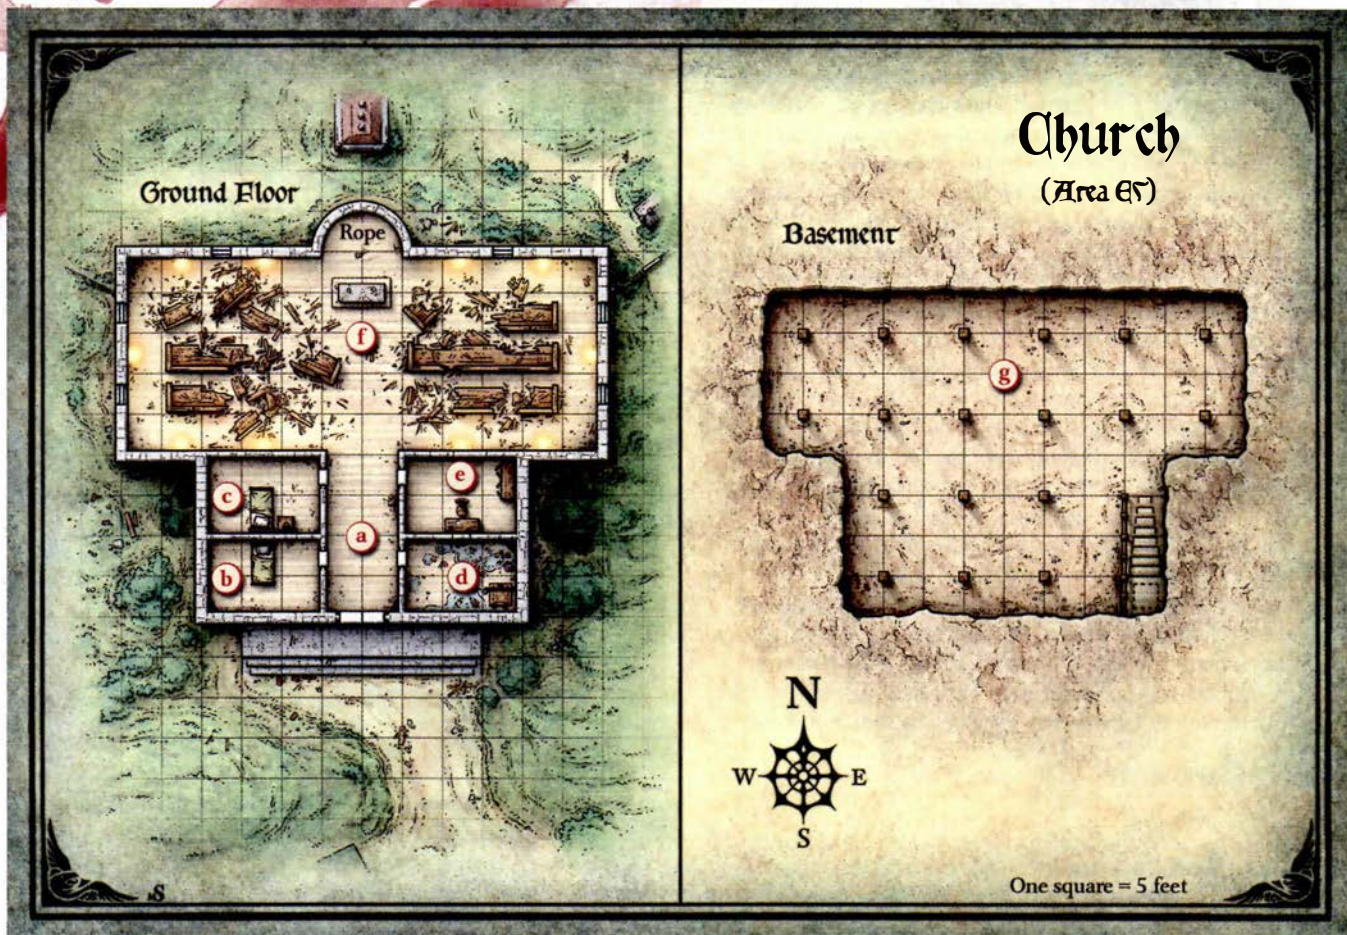 Church
(Area E5)
Ground Floor
Rope
f
c
e
a
b
d
Basement
g
N
W
E
S
One square = 5 feet